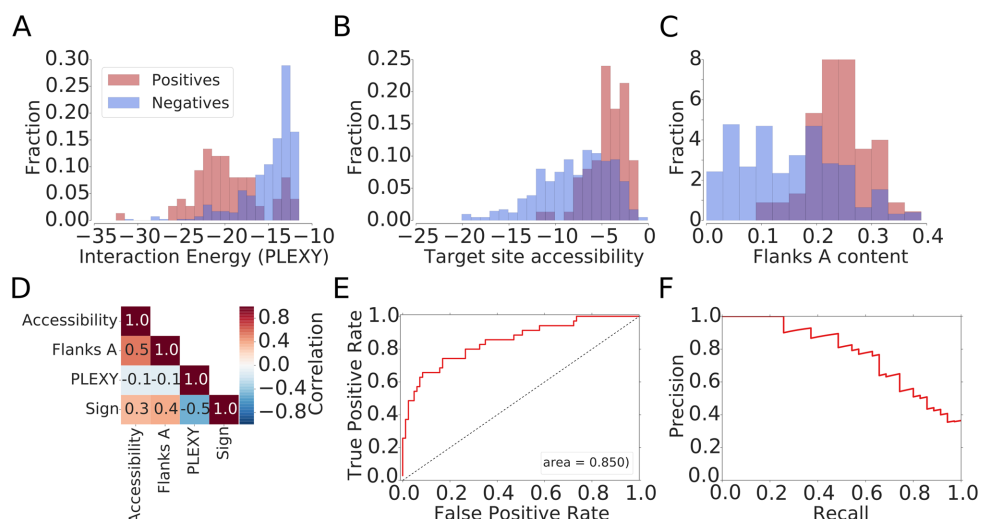 A
B
C
0.30
0.25
0.20
0.15
0.10
0.05
0.00
Fraction
Positives
Negatives
−35 −30 −25 −20 −15 −10
Interaction Energy (PLEXY)
0.25
0.20
0.15
0.10
0.05
0.00
Fraction
−25 −20 −15 −10 −5 0
Target site accessibility
8
6
4
2
0
Fraction
0.0 0.1 0.2 0.3 0.4
Flanks A content
D
E
F
Accessibility 1.0
Flanks A 0.5 1.0
PLEXY -0.1 -0.1 1.0
Sign 0.3 0.4 -0.5 1.0
Accessibility
Flanks A
PLEXY
Sign
0.8
0.4
0.0
−0.4
−0.8
Correlation
1.0
0.8
0.6
0.4
0.2
0.0
True Positive Rate
area = 0.850)
0.0 0.2 0.4 0.6 0.8 1.0
False Positive Rate
1.0
0.8
0.6
0.4
0.2
0.0
Precision
0.0 0.2 0.4 0.6 0.8 1.0
Recall